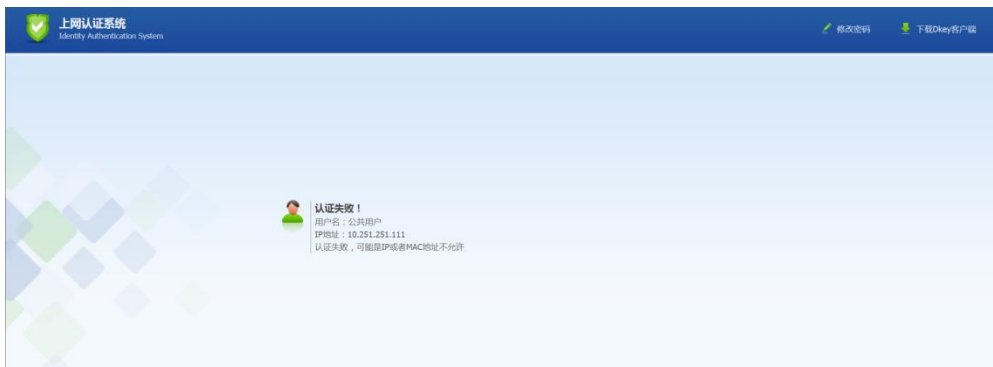 上网认证系统
Identity Authentication System
修改密码
下载Dkey客户端
认证失败！
用户名：公共用户
IP地址：10.251.251.111
认证失败，可能是IP或者MAC地址不允许